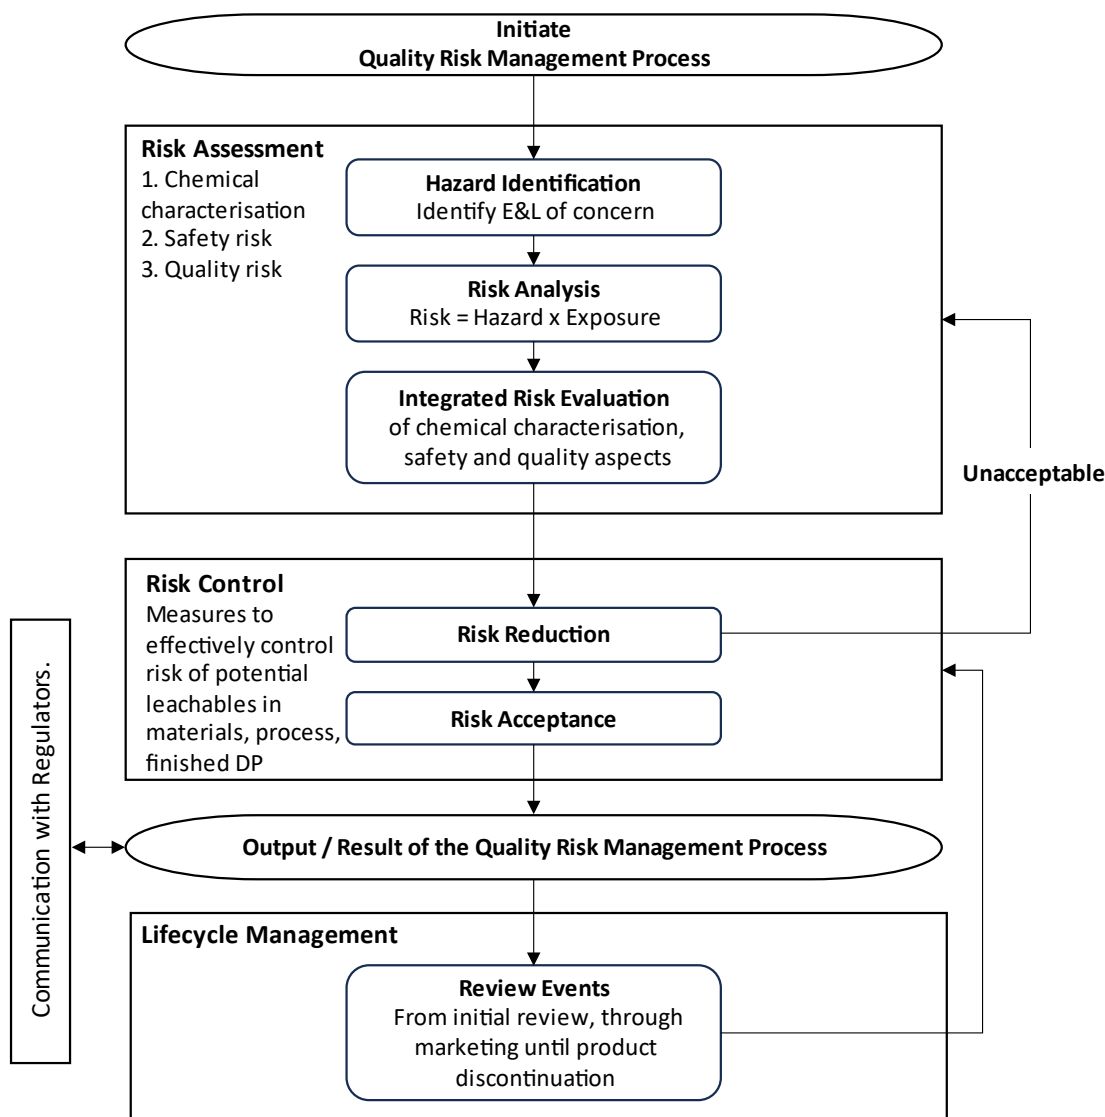 Initiate
Quality Risk Management Process
Risk Assessment
1. Chemical
characterisation
2. Safety risk
3. Quality risk
Hazard Identification
Identify E&L of concern
Risk Analysis
Risk = Hazard x Exposure
Integrated Risk Evaluation
of chemical characterisation,
safety and quality aspects
Unacceptable
Risk Control
Measures to
effectively control
risk of potential
leachables in
materials, process,
finished DP
Risk Reduction
Risk Acceptance
Communication with Regulators.
Output / Result of the Quality Risk Management Process
Lifecycle Management
Review Events
From initial review, through
marketing until product
discontinuation